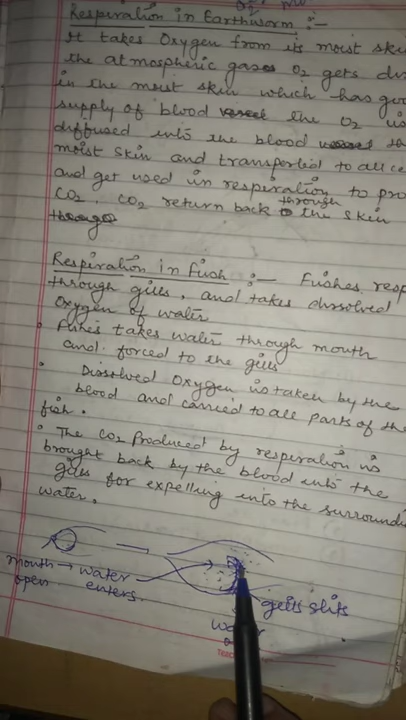 Respiration in Earthworm :-
It takes Oxygen from its moist
the atmospheric gases O2 gets
in the moist skin which has
supply of blood the O2 is
diffused into the blood
moist skin and transported to all
and get used in respiration to
CO2. CO2 return back through the skin
Respiration in Fish :- Fishes
through gills, and takes dissolved
Oxygen of water
• Fishes takes water through mouth
and forced to the gills
• Dissolved Oxygen is taken by the
blood and carried to all parts of the
fish.
• The CO2 produced by respiration is
brought back by the blood into the
gills for expelling into the
water.
mouth → water
open enters.
gills slits